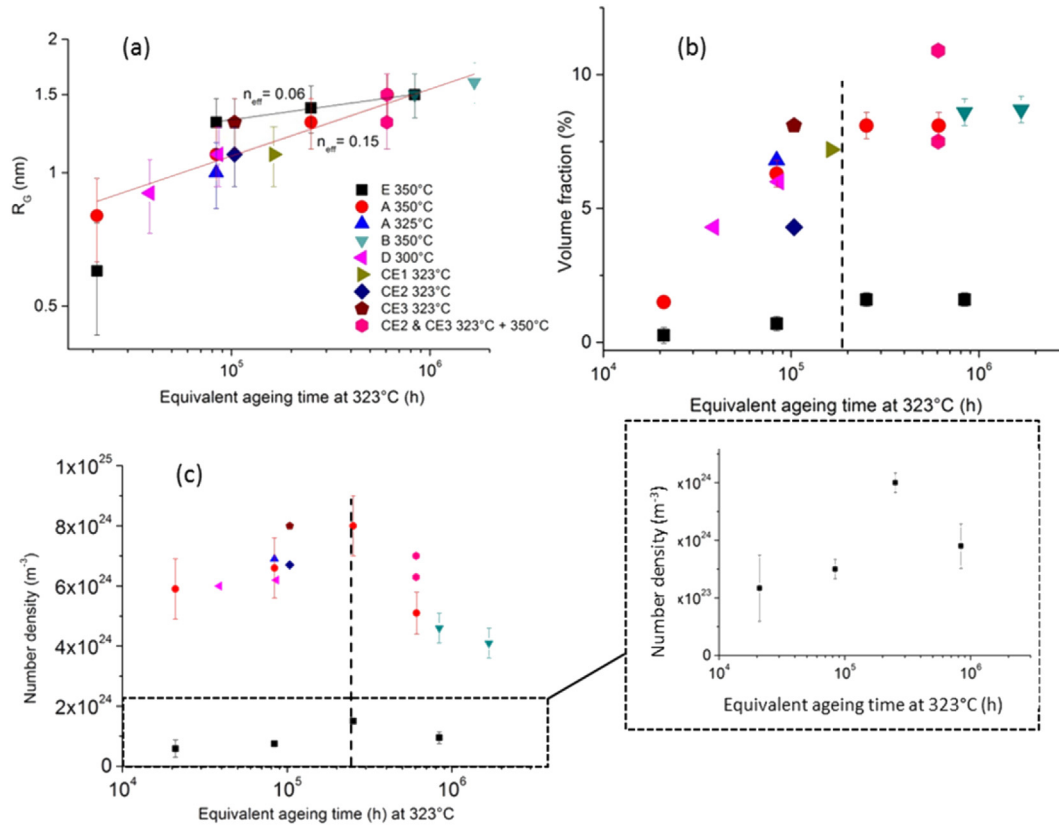 (a)
2
1.5
1
0.5
R_G (nm)
n_eff = 0.06
n_eff = 0.15
E 350°C
A 350°C
A 325°C
B 350°C
D 300°C
CE1 323°C
CE2 323°C
CE3 323°C
CE2 & CE3 323°C + 350°C
10^5
10^6
Equivalent ageing time at 323°C (h)
(b)
10
5
0
Volume fraction (%)
10^4
10^5
10^6
Equivalent ageing time at 323°C (h)
(c)
1x10^25
8x10^24
6x10^24
4x10^24
2x10^24
0
Number density (m^-3)
10^4
10^5
10^6
Equivalent ageing time (h) at 323°C
Number density (m^-3)
x10^24
x10^24
x10^23
0
10^4
10^5
10^6
Equivalent ageing time at 323°C (h)